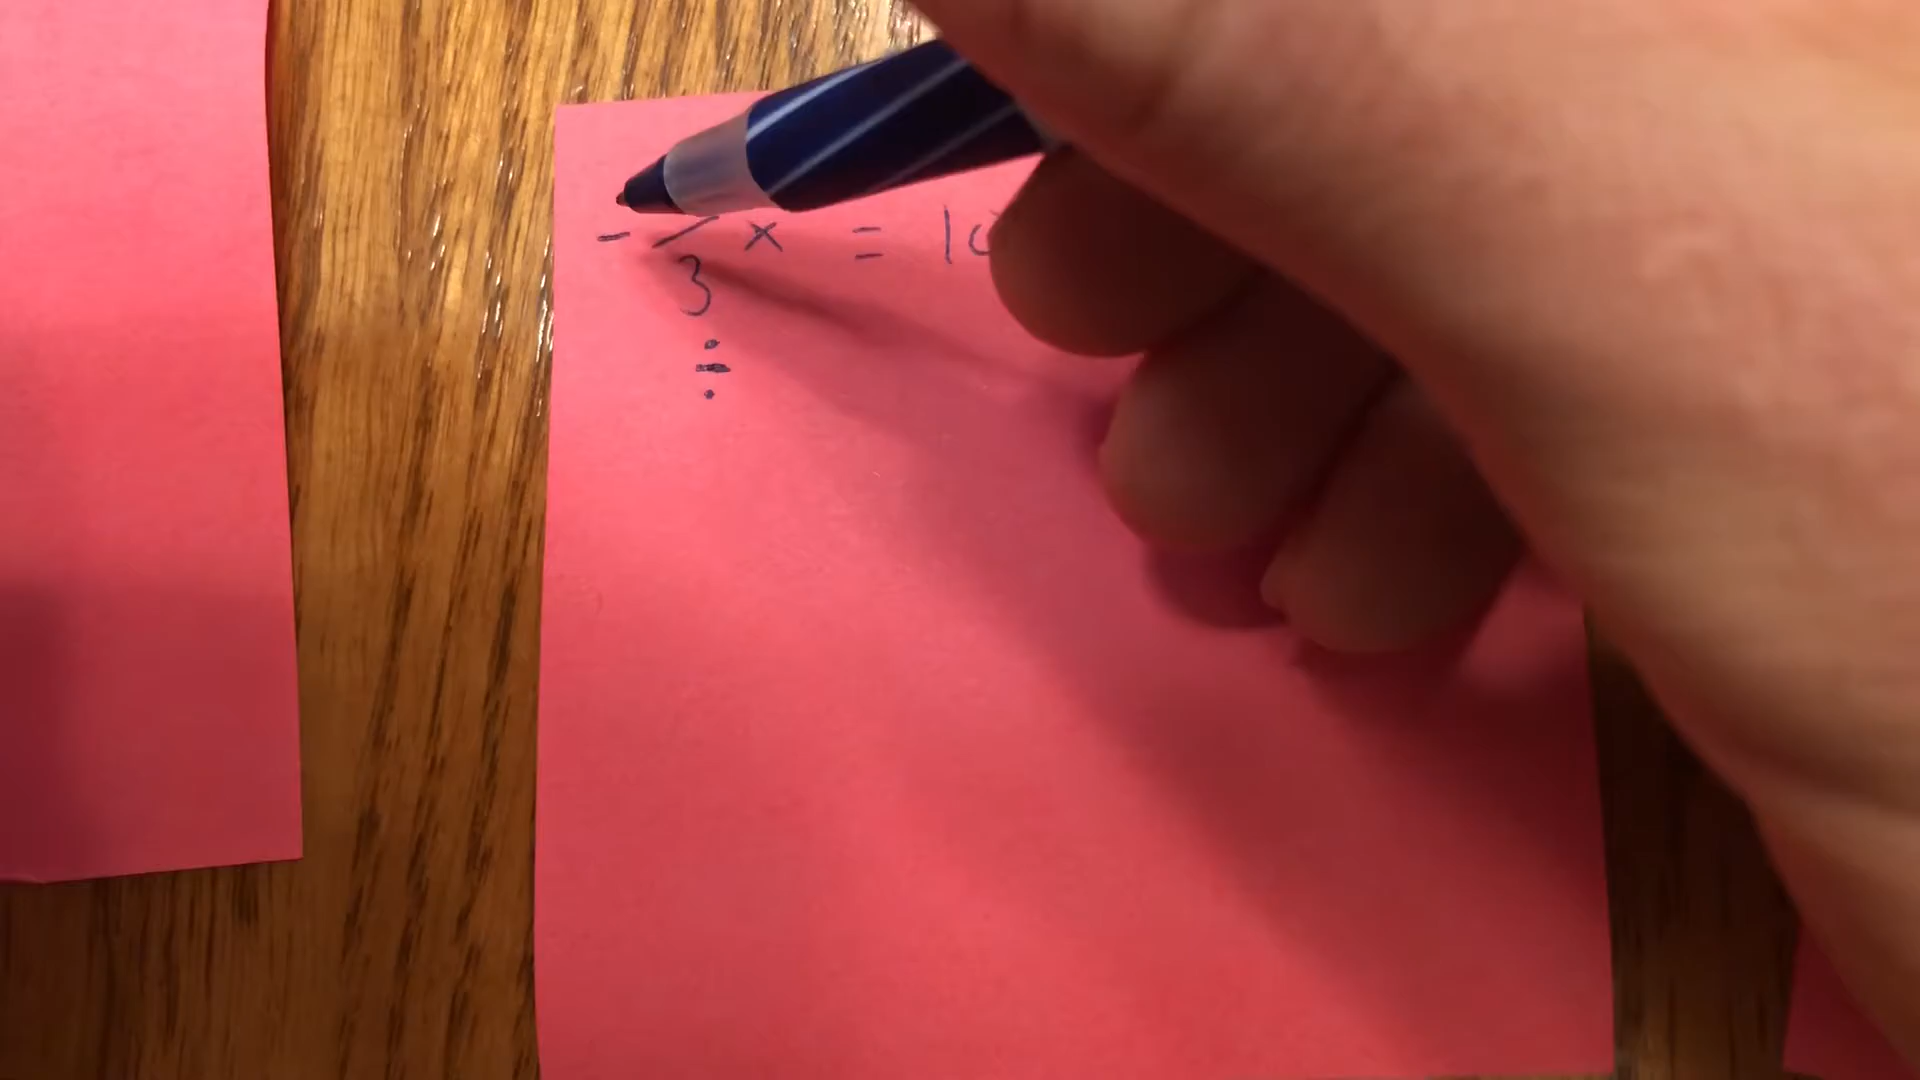 - /3 x = 1
÷